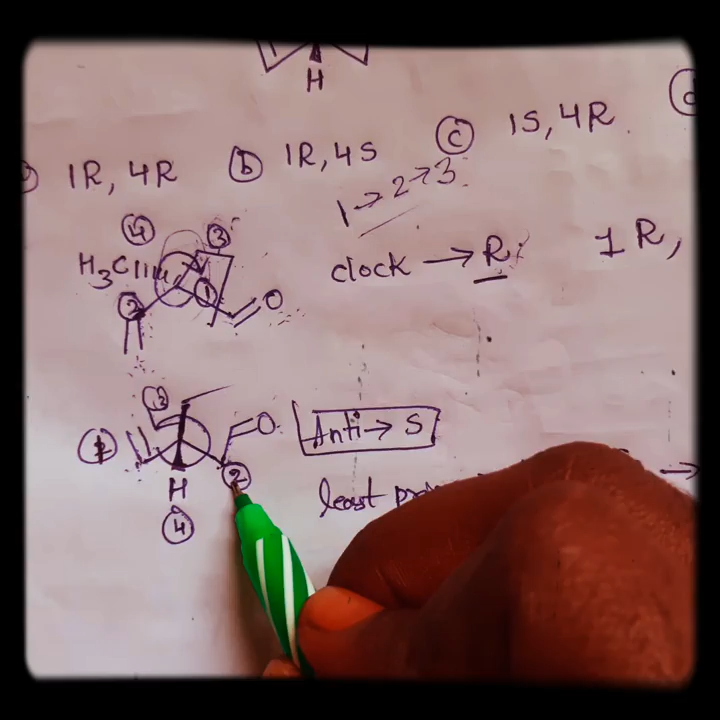 H
1R, 4R (b) 1R, 4S (c) 1S, 4R (d
1→2→3
4 3
H₃C
2 1 O
clock → R; 1R,
3
1 O Anti → S
2
H least →
4